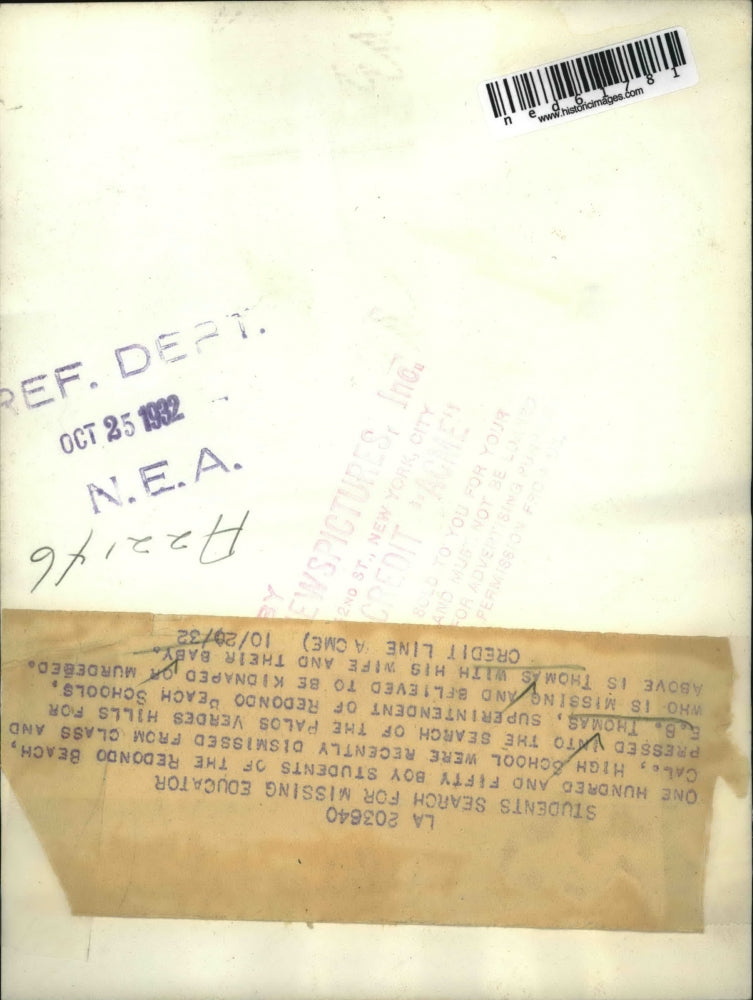 ned61781
www.historicimages.com
REF. DEPT.
OCT 25 1932
N.E.A.
A22146
BY
NEWSPICTURES, Inc.
42ND ST., NEW YORK CITY
CREDIT "ACME"
SOLD TO YOU FOR YOUR
AND MUST NOT BE
FOR ADVERTISING
PERMISSION FROM
LA 203640
STUDENTS SEARCH FOR MISSING EDUCATOR
ONE HUNDRED AND FIFTY BOY STUDENTS OF THE REDONDO BEACH,
CAL., HIGH SCHOOL WERE RECENTLY DISMISSED FROM CLASS AND
PRESSED INTO THE SEARCH OF THE PALOS VERDES HILLS FOR
THOMAS, SUPERINTENDENT OF REDONDO BEACH SCHOOLS,
WHO IS MISSING AND BELIEVED TO BE KIDNAPED OR MURDERED.
ABOVE IS THOMAS WITH HIS WIFE AND THEIR BABY.
CREDIT LINE (ACME) 10/20/32